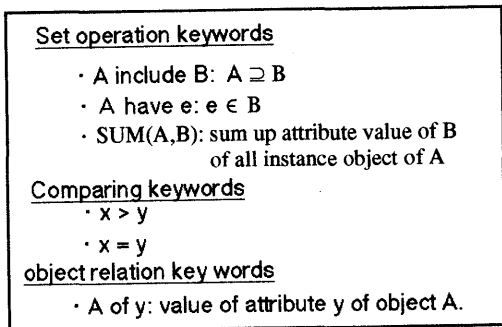 Set operation keywords
· A include B: A ⊇ B
· A have e: e ∈ B
· SUM(A,B): sum up attribute value of B
of all instance object of A
Comparing keywords
· x > y
· x = y
object relation key words
· A of y: value of attribute y of object A.